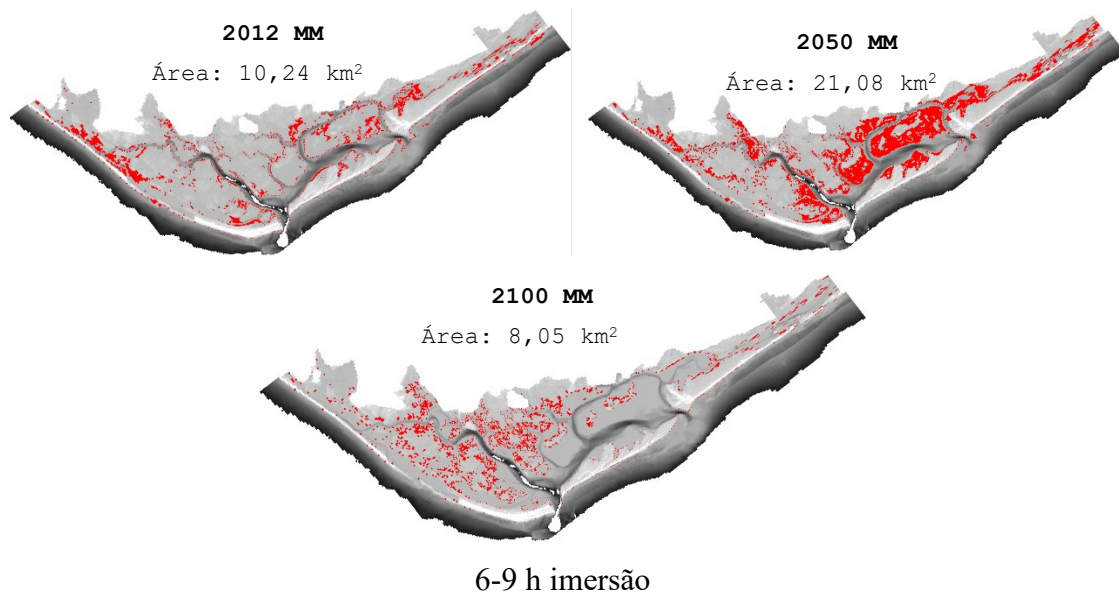 2012 MM
Área: 10,24 km²
2050 MM
Área: 21,08 km²
2100 MM
Área: 8,05 km²
6-9 h imersão